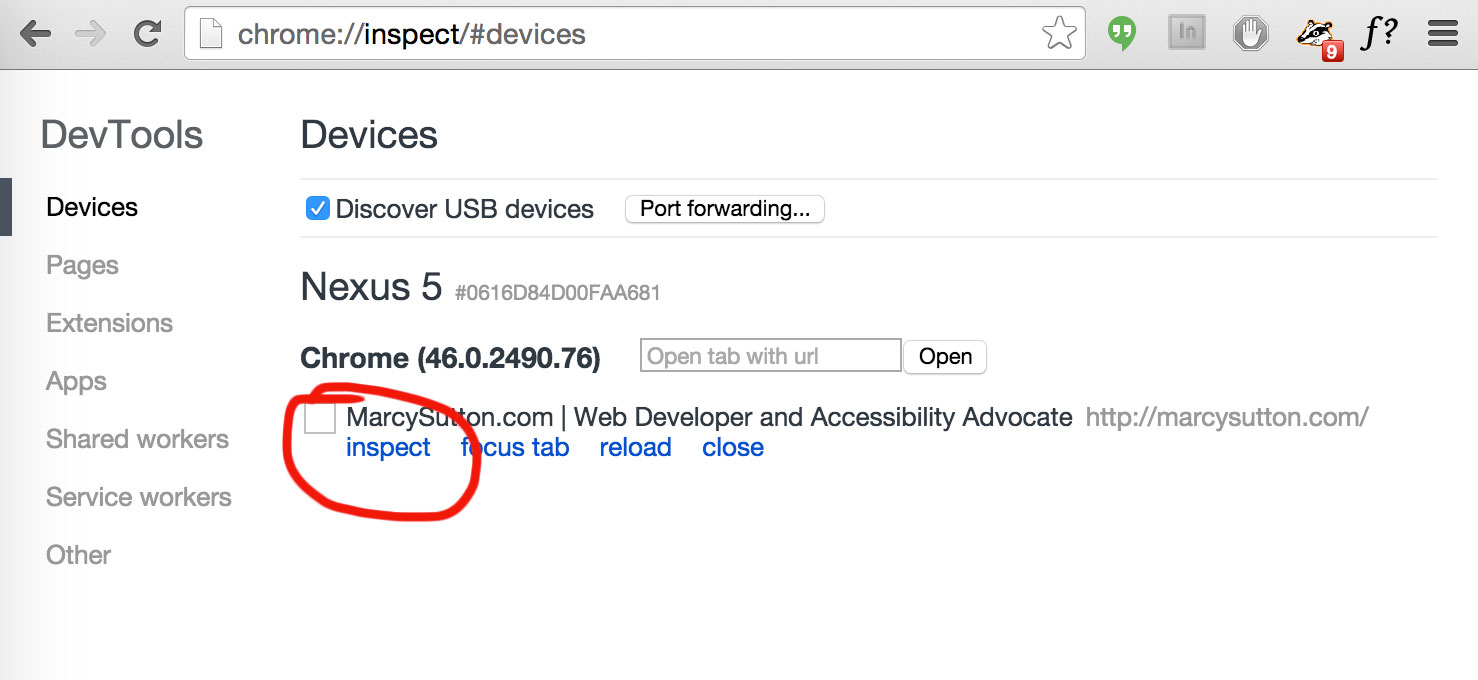 chrome://inspect/#devices
In
9
f?
DevTools
Devices
Pages
Extensions
Apps
Shared workers
Service workers
Other
Devices
Discover USB devices Port forwarding...
Nexus 5 #0616D84D00FAA681
Chrome (46.0.2490.76) Open tab with url Open
MarcySutton.com | Web Developer and Accessibility Advocate http://marcysutton.com/
inspect focus tab reload close